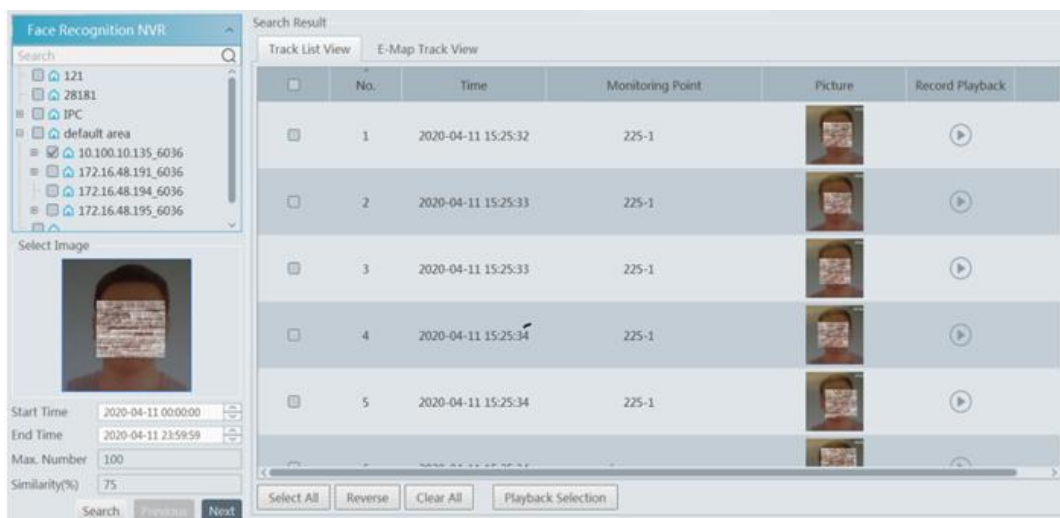 Face Recognition NVR
Search
121
28181
IPC
default area
10.100.10.135_6036
172.16.48.191_6036
172.16.48.194_6036
172.16.48.195_6036
Select Image
Start Time 2020-04-11 00:00:00
End Time 2020-04-11 23:59:59
Max. Number 100
Similarity(%) 75
Search Previous Next
Search Result
Track List View E-Map Track View
No. Time Monitoring Point Picture Record Playback
1 2020-04-11 15:25:32 225-1
2 2020-04-11 15:25:33 225-1
3 2020-04-11 15:25:33 225-1
4 2020-04-11 15:25:34 225-1
5 2020-04-11 15:25:34 225-1
Select All Reverse Clear All Playback Selection